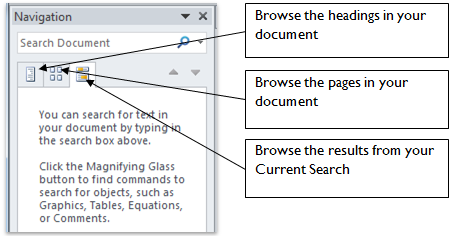 Navigation
Search Document
You can search for text in
your document by typing in
the search box above.
Click the Magnifying Glass
button to find commands to
search for objects, such as
Graphics, Tables, Equations,
or Comments.
Browse the headings in your
document
Browse the pages in your
document
Browse the results from your
Current Search